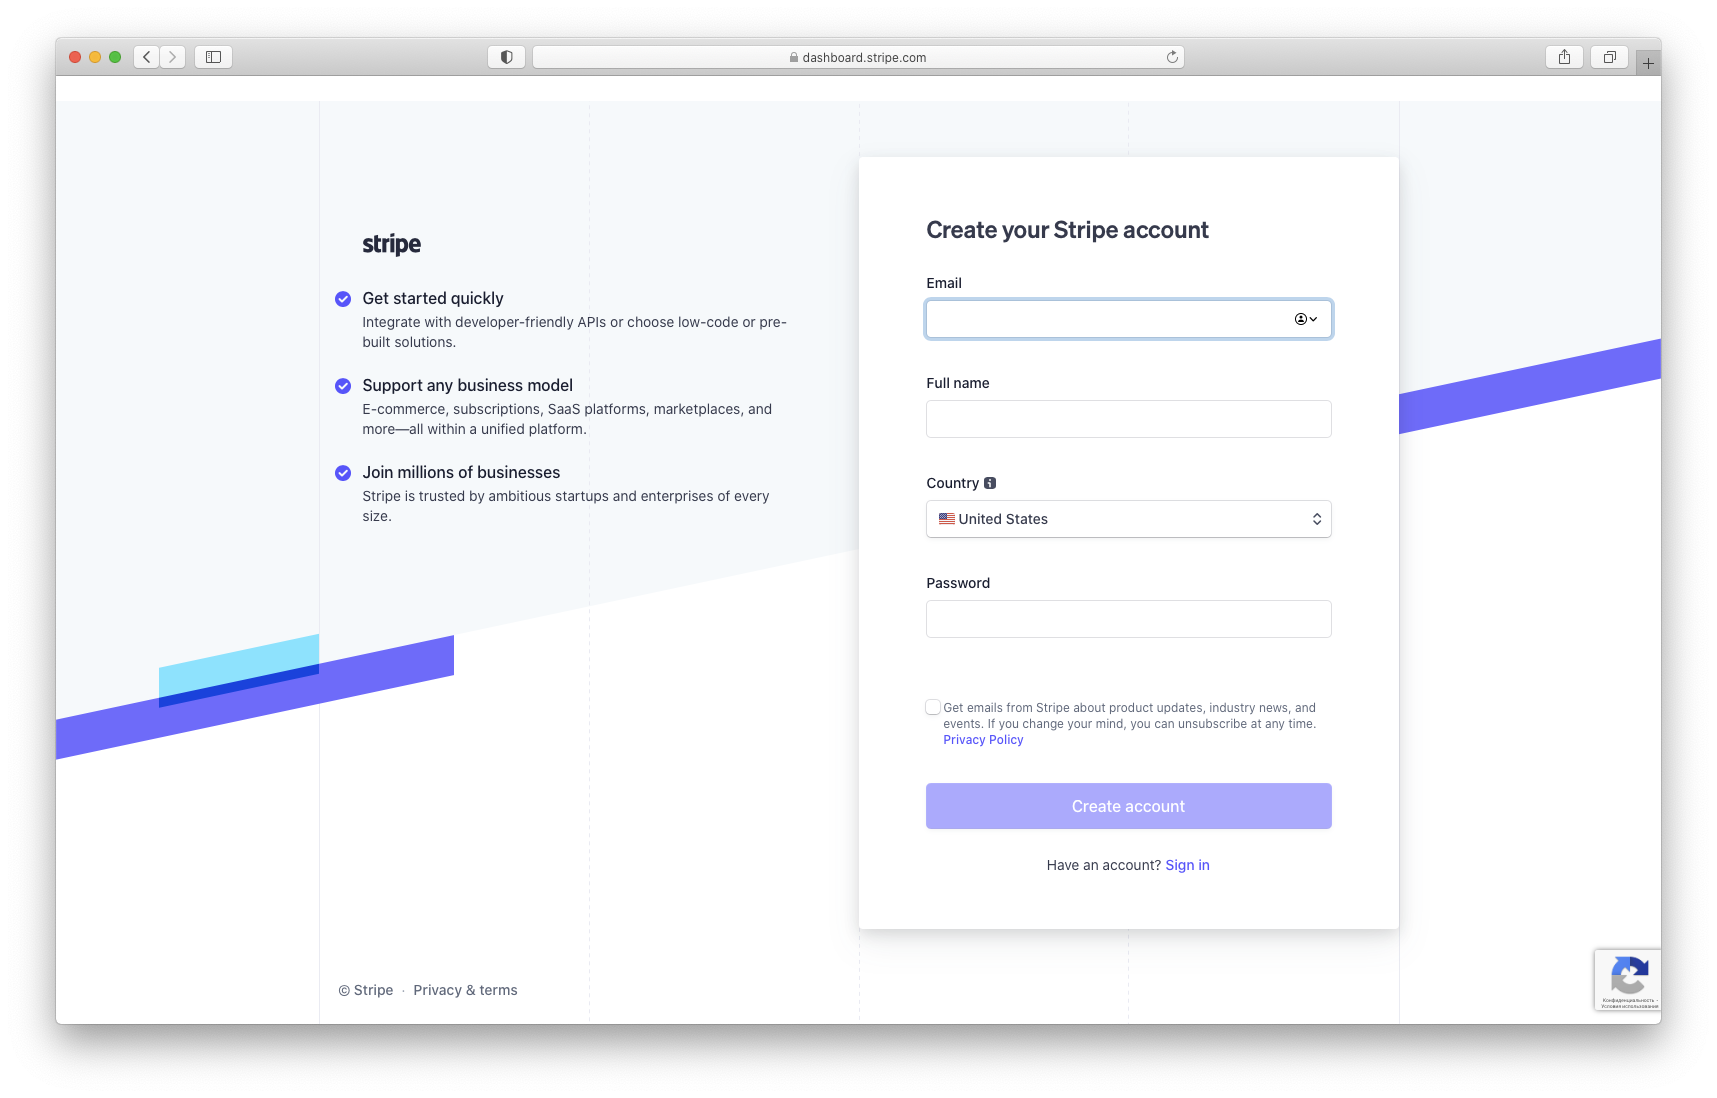 dashboard.stripe.com
stripe
Get started quickly
Integrate with developer-friendly APIs or choose low-code or pre-
built solutions.
Support any business model
E-commerce, subscriptions, SaaS platforms, marketplaces, and
more—all within a unified platform.
Join millions of businesses
Stripe is trusted by ambitious startups and enterprises of every
size.
© Stripe · Privacy & terms
Create your Stripe account
Email
Full name
Country
United States
Password
Get emails from Stripe about product updates, industry news, and
events. If you change your mind, you can unsubscribe at any time.
Privacy Policy
Create account
Have an account? Sign in
Конфиденциальность -
Условия использования